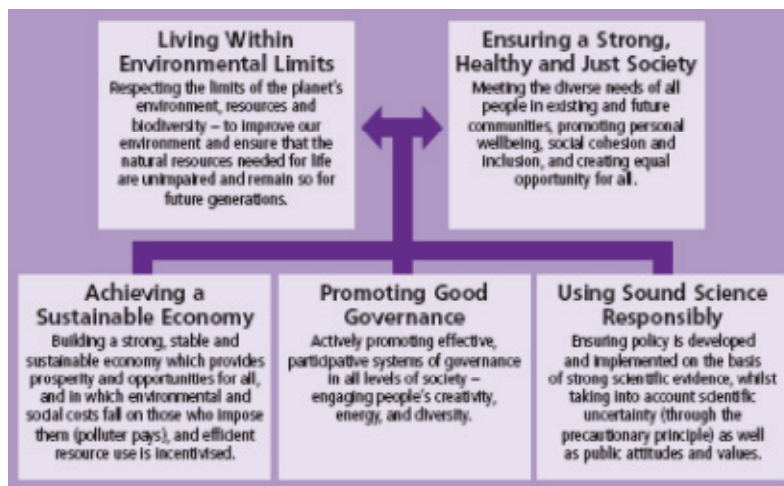 Living Within
Environmental Limits
Respecting the limits of the planet's
environment, resources and
biodiversity – to improve our
environment and ensure that the
natural resources needed for life
are unimpaired and remain so for
future generations.
Ensuring a Strong,
Healthy and Just Society
Meeting the diverse needs of all
people in existing and future
communities, promoting personal
wellbeing, social cohesion and
inclusion, and creating equal
opportunity for all.
Achieving a
Sustainable Economy
Building a strong, stable and
sustainable economy which provides
prosperity and opportunities for all,
and in which environmental and
social costs fall on those who impose
them (polluter pays), and efficient
resource use is incentivised.
Promoting Good
Governance
Actively promoting effective,
participative systems of governance
in all levels of society –
engaging people's creativity,
energy, and diversity.
Using Sound Science
Responsibly
Ensuring policy is developed
and implemented on the basis
of strong scientific evidence, whilst
taking into account scientific
uncertainty (through the
precautionary principle) as well
as public attitudes and values.